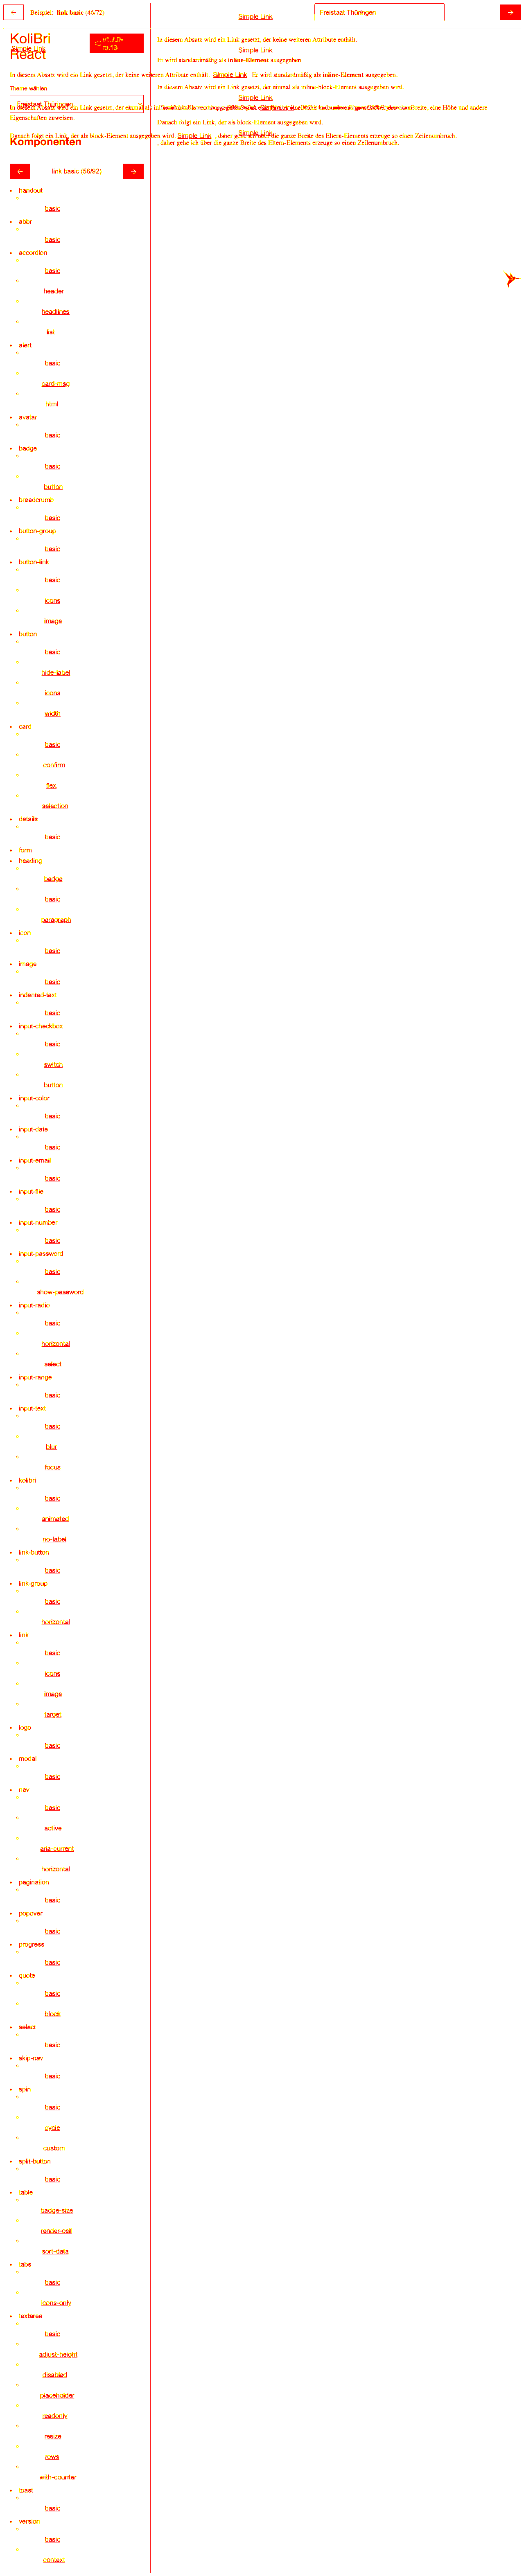 Beispiel: link basic (46/72)
Simple Link
Freistaat Thüringen
KoliBri
React
Simple Link
In diesem Absatz wird ein Link gesetzt, der keine weiteren Attribute enthält.
Simple Link
Er wird standardmäßig als inline-Element ausgegeben.
In diesem Absatz wird ein Link gesetzt, der keine weiteren Attribute enthält. Simple Link Er wird standardmäßig als inline-Element ausgegeben.
In diesem Absatz wird ein Link gesetzt, der als inline-block-Element ausgegeben wird.
Theme wählen
Simple Link
Freistaat Thüringen
Eigenschaften zuweisen.
Danach folgt ein Link, der als block-Element ausgegeben wird.
Simple Link
Danach folgt ein Link, der als block-Element ausgegeben wird. Simple Link , daher gehe ich über die ganze Breite des Eltern-Elements erzeuge so einen Zeilenumbruch.
, daher gehe ich über die ganze Breite des Eltern-Elements erzeuge so einen Zeilenumbruch.
Komponenten
link basic (56/92)
handout
basic
abbr
basic
accordion
basic
header
headlines
list
alert
basic
card-msg
html
avatar
basic
badge
basic
button
breadcrumb
basic
button-group
basic
button-link
basic
icons
image
button
basic
hide-label
icons
width
card
basic
confirm
flex
selection
details
basic
form
heading
badge
basic
paragraph
icon
basic
image
basic
indented-text
basic
input-checkbox
basic
switch
button
input-color
basic
input-date
basic
input-email
basic
input-file
basic
input-number
basic
input-password
basic
show-password
input-radio
basic
horizontal
select
input-range
basic
input-text
basic
blur
focus
kolibri
basic
animated
no-label
link-button
basic
link-group
basic
horizontal
link
basic
icons
image
target
logo
basic
modal
basic
nav
basic
active
aria-current
horizontal
pagination
basic
popover
basic
progress
basic
quote
basic
block
select
basic
skip-nav
basic
spin
basic
cycle
custom
split-button
basic
table
badge-size
render-cell
sort-data
tabs
basic
icons-only
textarea
basic
adjust-height
disabled
placeholder
readonly
resize
rows
with-counter
toast
basic
version
basic
context